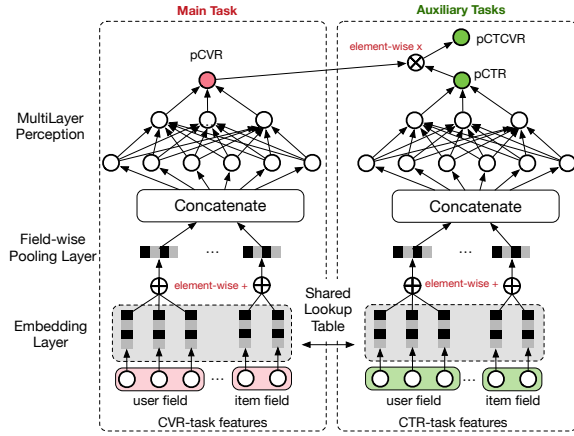 Main Task
Auxiliary Tasks
pCTCVR
element-wise x
pCVR
pCTR
MultiLayer
Perception
Concatenate
Concatenate
Field-wise
Pooling Layer
...
...
element-wise +
element-wise +
Shared
Lookup
Table
Embedding
Layer
...
...
user field
item field
user field
item field
CVR-task features
CTR-task features